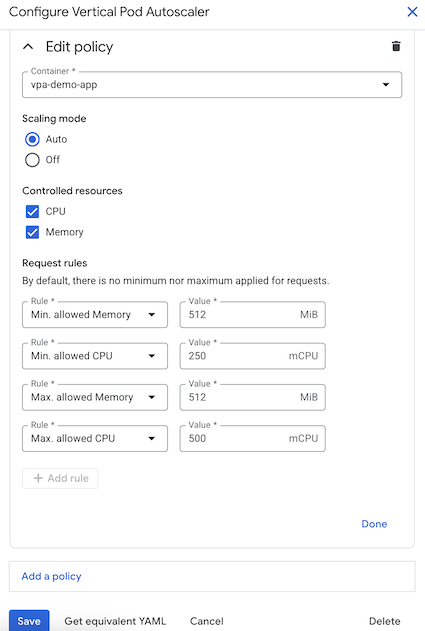 Configure Vertical Pod Autoscaler
Edit policy
Container *
vpa-demo-app
Scaling mode
Auto
Off
Controlled resources
CPU
Memory
Request rules
By default, there is no minimum nor maximum applied for requests.
Rule * Value *
Min. allowed Memory 512 MiB
Rule * Value *
Min. allowed CPU 250 mCPU
Rule * Value *
Max. allowed Memory 512 MiB
Rule * Value *
Max. allowed CPU 500 mCPU
+ Add rule
Done
Add a policy
Save Get equivalent YAML Cancel Delete